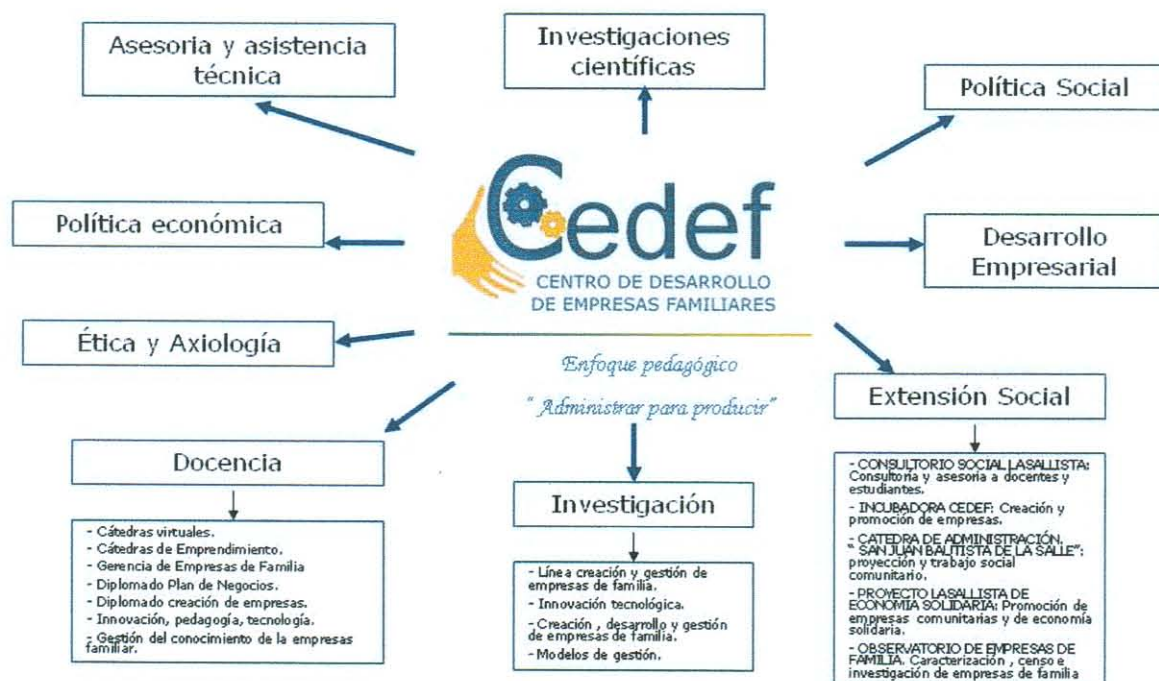 Asesoria y asistencia
técnica
Investigaciones
científicas
Política Social
Política económica
Cedef
CENTRO DE DESARROLLO
DE EMPRESAS FAMILIARES
Desarrollo
Empresarial
Ética y Axiología
Enfoque pedagógico
" Administrar para producir"
Extensión Social
Docencia
Investigación
- Cátedras virtuales.
- Cátedras de Emprendimiento.
- Gerencia de Empresas de Familia
- Diplomado Plan de Negocios.
- Diplomado creación de empresas.
- Innovación, pedagogía, tecnología.
- Gestión del conocimiento de la empresas
familiar.
- Línea creación y gestión de
empresas de familia.
- Innovación tecnológica.
- Creación , desarrollo y gestión
de empresas de familia.
- Modelos de gestión.
- CONSULTORIO SOCIAL LASALLISTA:
Consultoría y asesoria a docentes y
estudiantes.
- INCUBADORA CEDEF: Creación y
promoción de empresas.
- CATEDRA DE ADMINISTRACIÓN.
" SAN JUAN BAUTISTA DE LA SALLE":
proyección y trabajo social
comunitario.
- PROYECTO LASALLISTA DE
ECONOMIA SOLIDARIA: Promoción de
empresas comunitarias y de economía
solidaria.
- OBSERVATORIO DE EMPRESAS DE
FAMILIA. Caracterización , censo e
investigación de empresas de familia